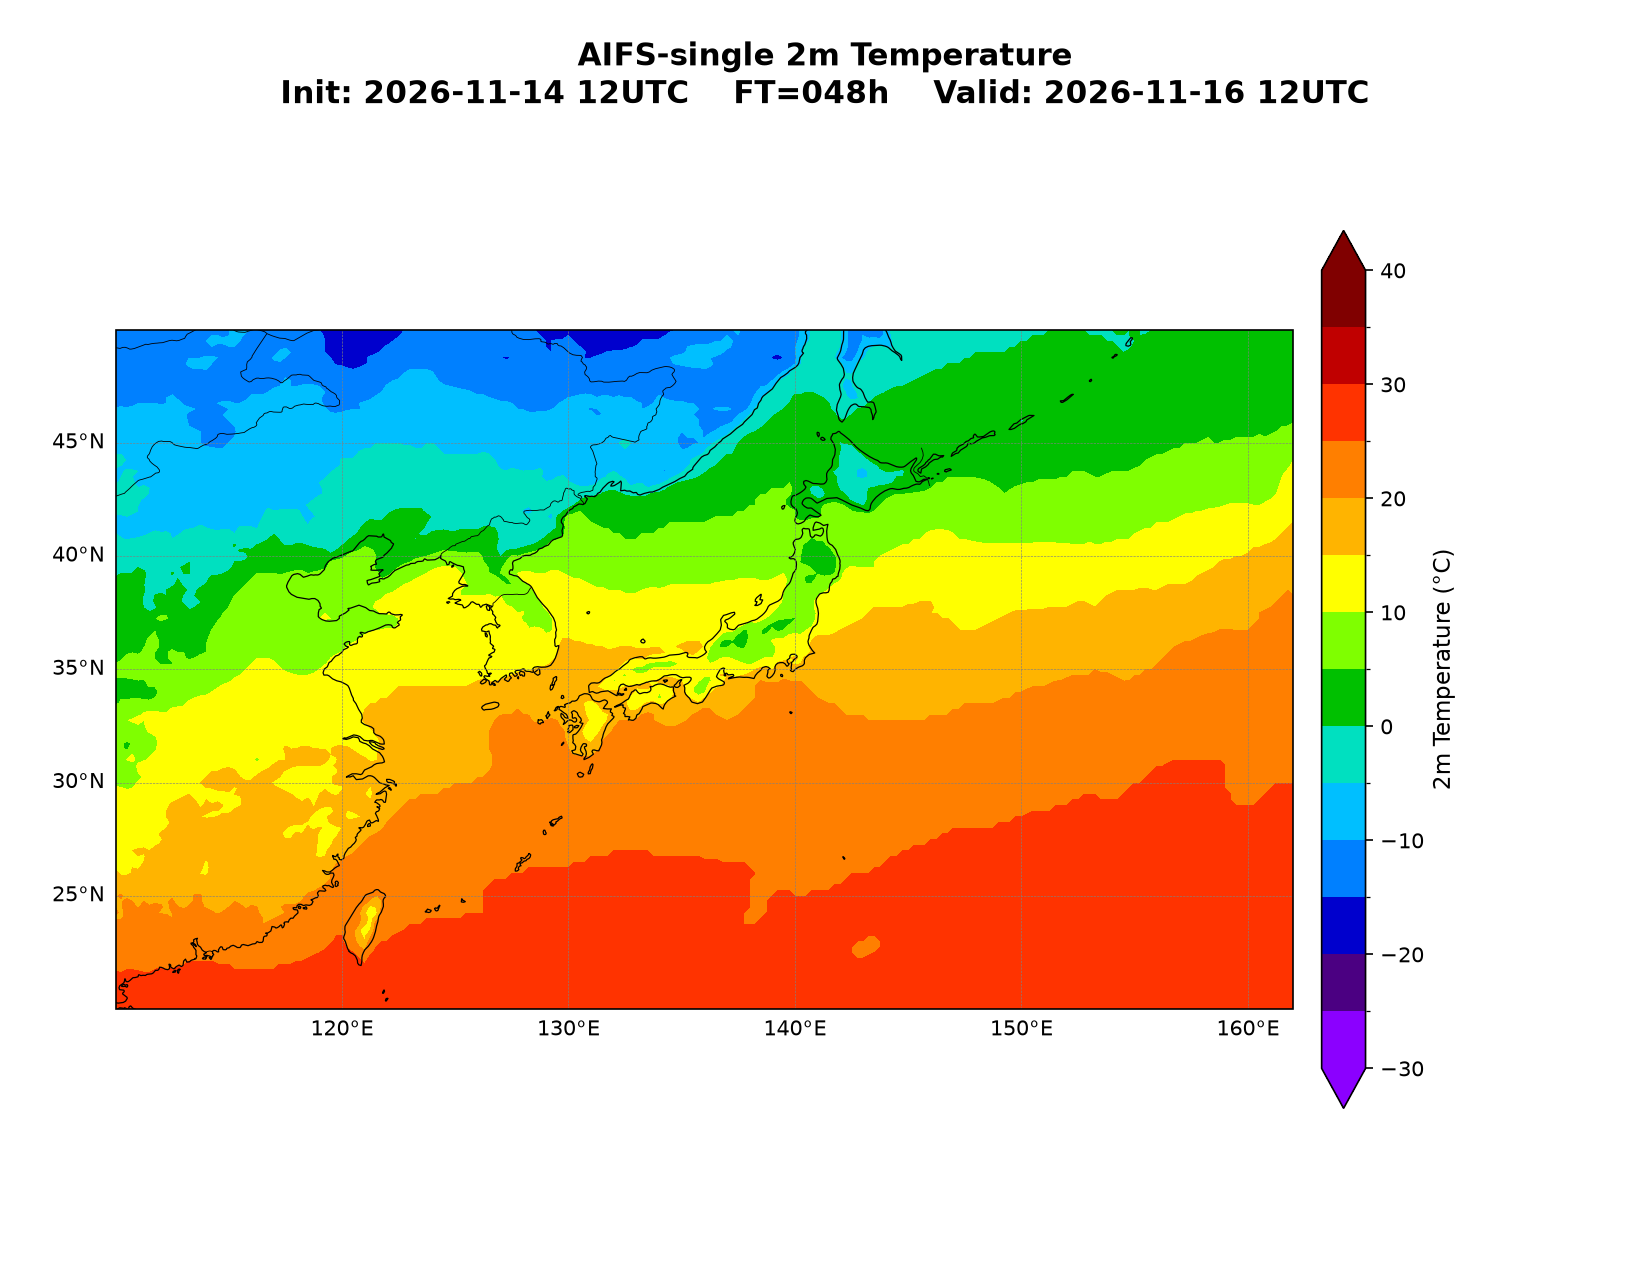 AIFS-single 2m Temperature
Init: 2026-11-14 12UTC    FT=048h    Valid: 2026-11-16 12UTC
45°N
40°N
35°N
30°N
25°N
120°E
130°E
140°E
150°E
160°E
40
30
20
10
0
−10
−20
−30
2m Temperature (°C)